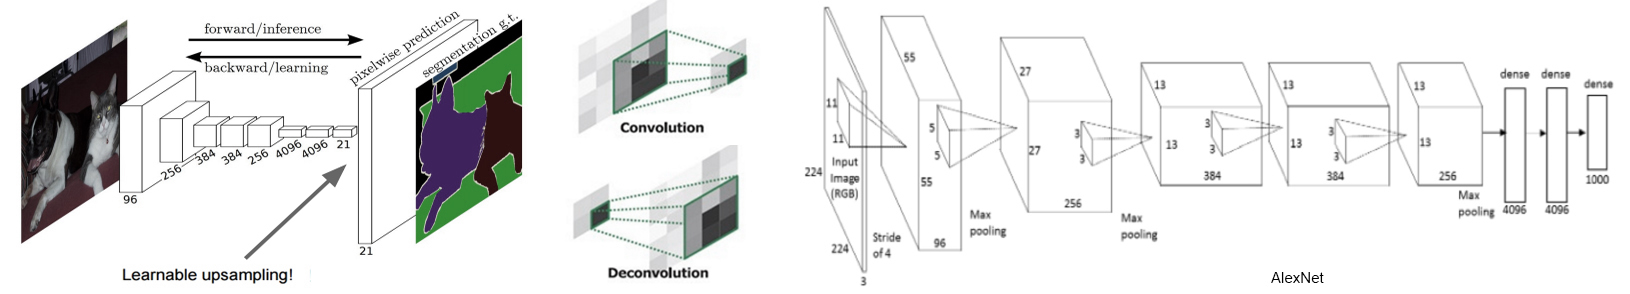 forward/inference
backward/learning
pixelwise prediction
segmentation g.t.
96
256
384
384
256
4096
4096
21
21
Learnable upsampling!
Convolution
Deconvolution
224
11
11
Input
Image
(RGB)
224
3
Stride
of 4
55
5
5
55
96
Max
pooling
27
3
3
27
256
Max
pooling
13
3
3
13
384
13
3
3
13
384
13
13
256
Max
pooling
dense
dense
dense
4096
4096
1000
AlexNet